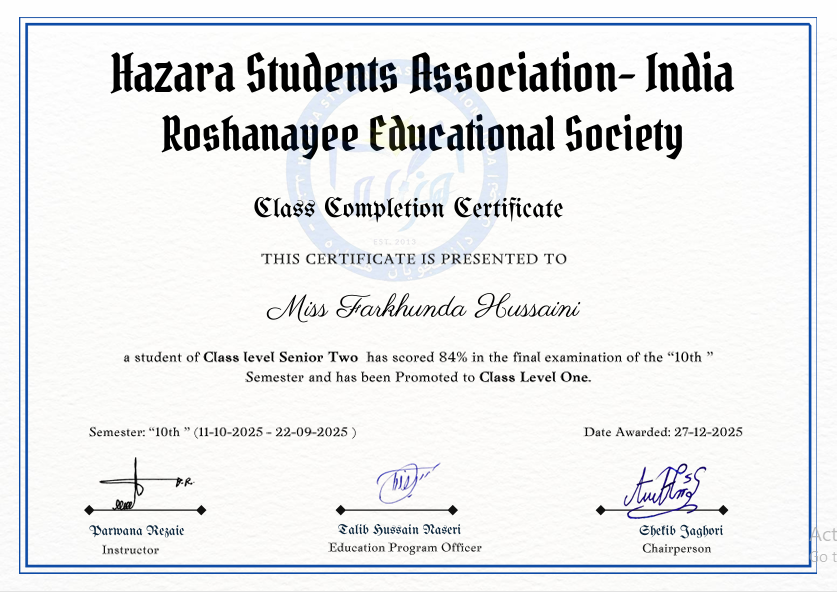 Hazara Students Association- India
Roshanayee Educational Society
Class Completion Certificate
EST. 2013
THIS CERTIFICATE IS PRESENTED TO
Miss Farkhunda Hussaini
a student of Class level Senior Two has scored 84% in the final examination of the “10th ”
Semester and has been Promoted to Class Level One.
Semester: “10th ” (11-10-2025 - 22-09-2025 )
Date Awarded: 27-12-2025
Parwana Rezaie
Instructor
Talib Hussain Naseri
Education Program Officer
Shekib Jaghori
Chairperson